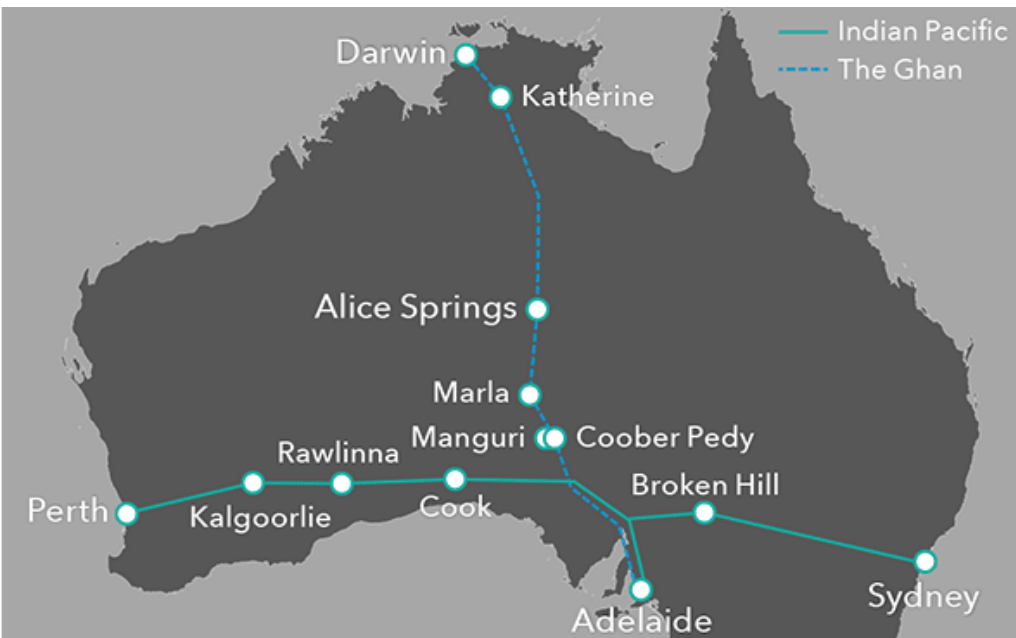 Indian Pacific
The Ghan
Darwin
Katherine
Alice Springs
Marla
Manguri
Coober Pedy
Rawlinna
Broken Hill
Perth
Kalgoorlie
Cook
Sydney
Adelaide